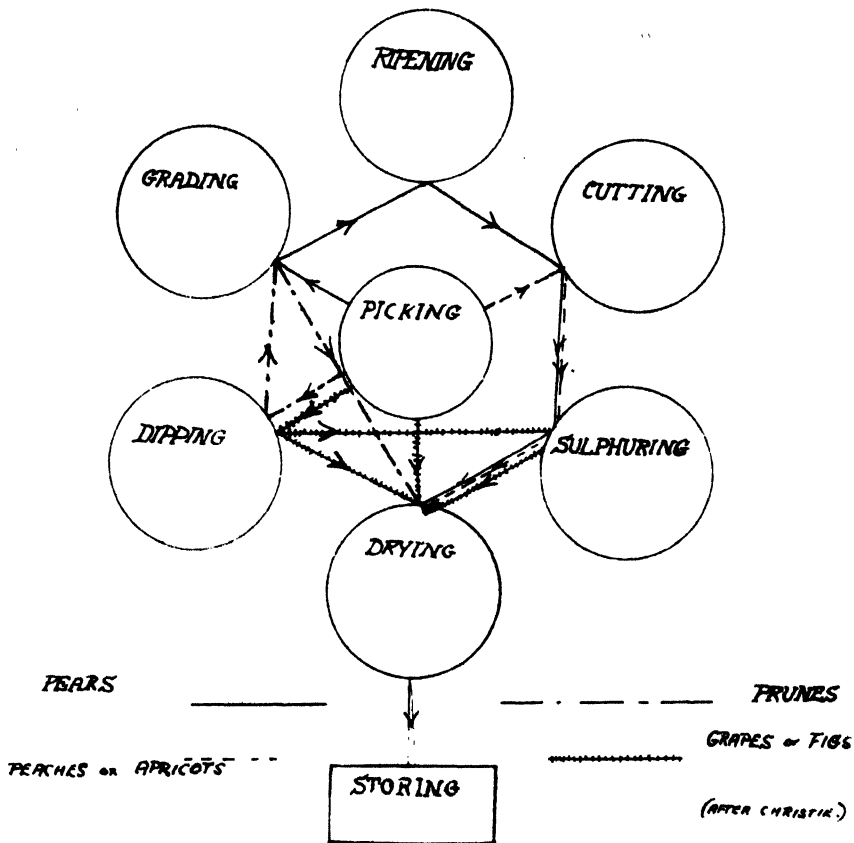 RIPENING
GRADING
CUTTING
PICKING
DIPPING
SULPHURING
DRYING
PEARS
PRUNES
PEACHES or APRICOTS
GRAPES or FIGS
STORING
(AFTER CHRISTIE.)